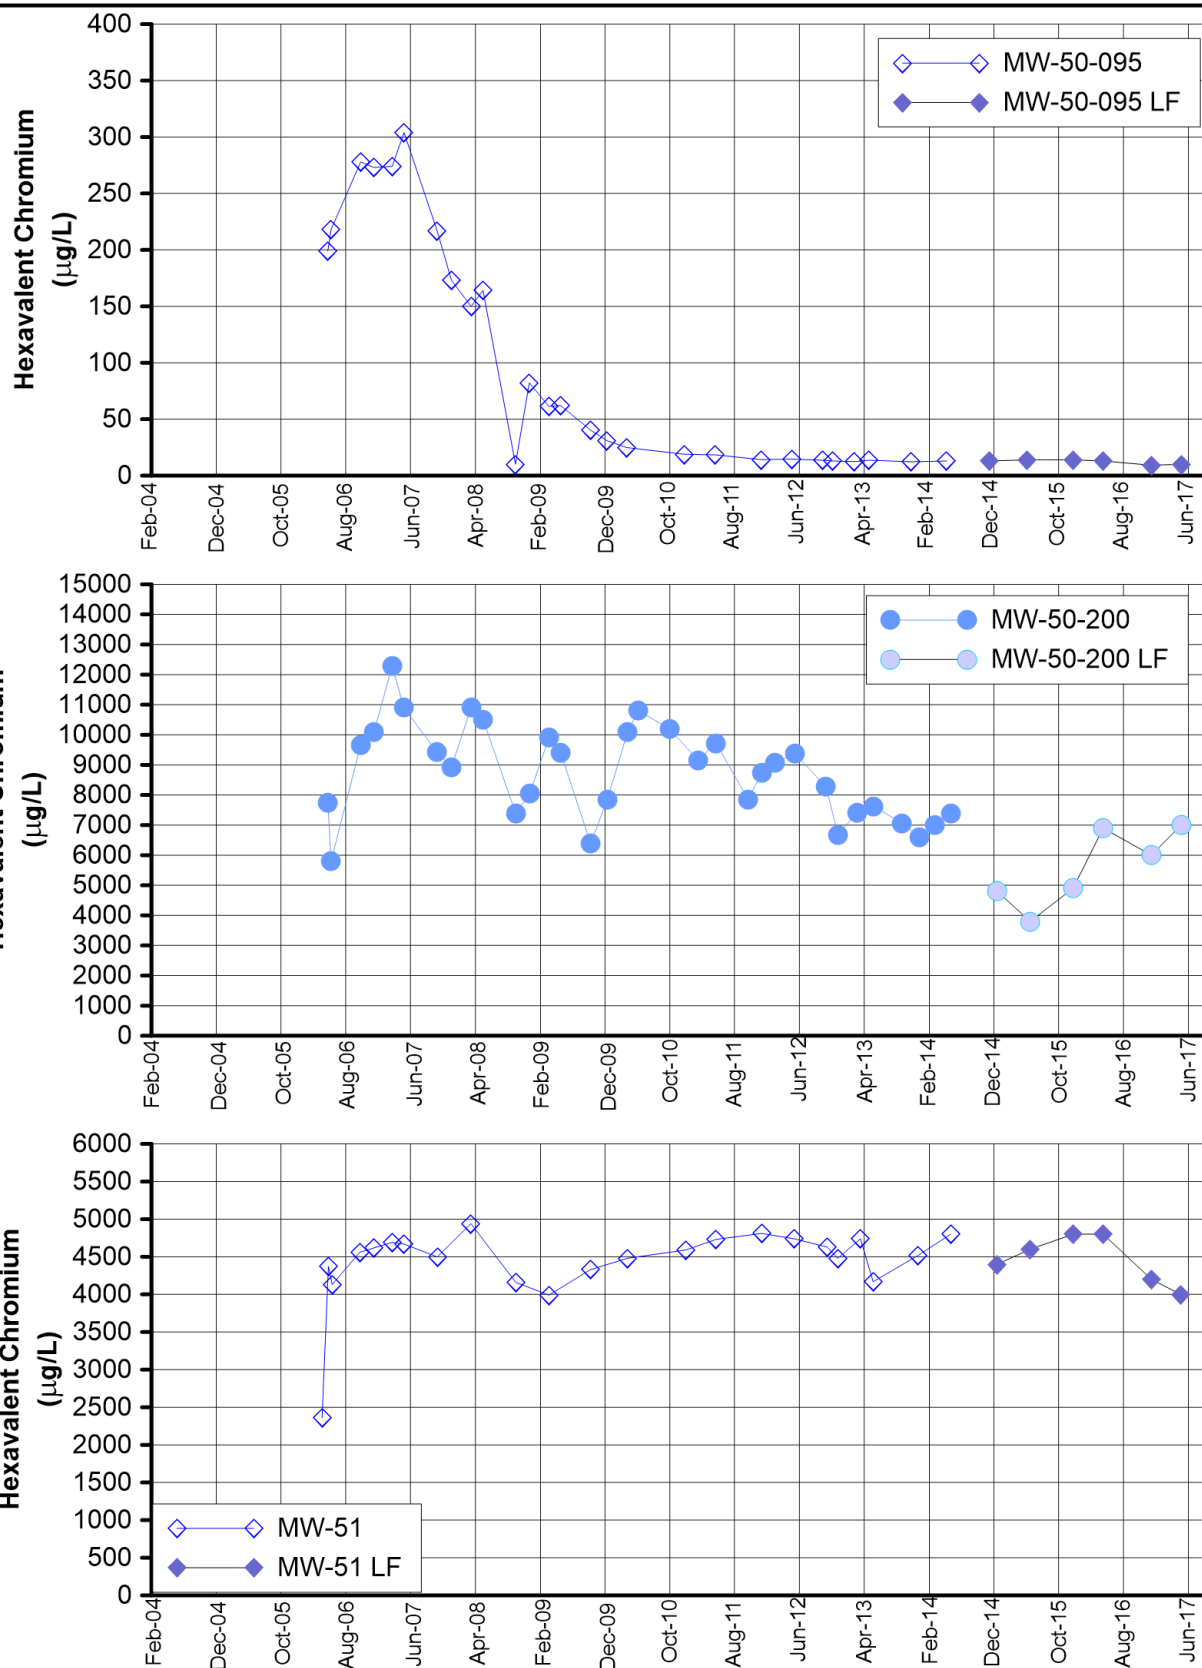 400
350
300
250
200
150
100
50
0
Hexavalent Chromium
(μg/L)
MW-50-095
MW-50-095 LF
Feb-04
Dec-04
Oct-05
Aug-06
Jun-07
Apr-08
Feb-09
Dec-09
Oct-10
Aug-11
Jun-12
Apr-13
Feb-14
Dec-14
Oct-15
Aug-16
Jun-17
15000
14000
13000
12000
11000
10000
9000
8000
7000
6000
5000
4000
3000
2000
1000
0
Hexavalent Chromium
(μg/L)
MW-50-200
MW-50-200 LF
Feb-04
Dec-04
Oct-05
Aug-06
Jun-07
Apr-08
Feb-09
Dec-09
Oct-10
Aug-11
Jun-12
Apr-13
Feb-14
Dec-14
Oct-15
Aug-16
Jun-17
6000
5500
5000
4500
4000
3500
3000
2500
2000
1500
1000
500
0
Hexavalent Chromium
(μg/L)
MW-51
MW-51 LF
Feb-04
Dec-04
Oct-05
Aug-06
Jun-07
Apr-08
Feb-09
Dec-09
Oct-10
Aug-11
Jun-12
Apr-13
Feb-14
Dec-14
Oct-15
Aug-16
Jun-17